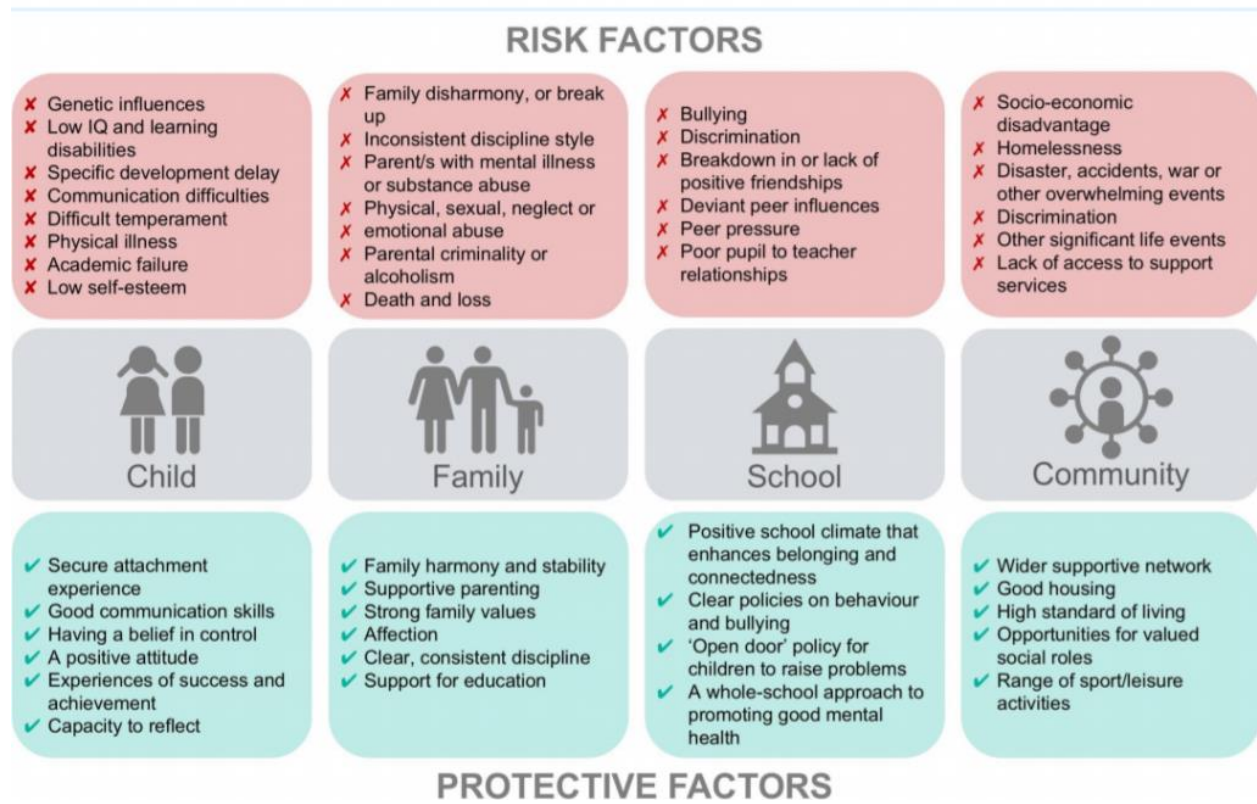 RISK FACTORS
✘ Genetic influences
✘ Low IQ and learning
disabilities
✘ Specific development delay
✘ Communication difficulties
✘ Difficult temperament
✘ Physical illness
✘ Academic failure
✘ Low self-esteem
✗ Family disharmony, or break
up
✗ Inconsistent discipline style
✗ Parent/s with mental illness
or substance abuse
✗ Physical, sexual, neglect or
✗ emotional abuse
✗ Parental criminality or
alcoholism
✗ Death and loss
✗ Bullying
✗ Discrimination
✗ Breakdown in or lack of
positive friendships
✗ Deviant peer influences
✗ Peer pressure
✗ Poor pupil to teacher
relationships
✗ Socio-economic
disadvantage
✗ Homelessness
✗ Disaster, accidents, war or
other overwhelming events
✗ Discrimination
✗ Other significant life events
✗ Lack of access to support
services
Child
Family
School
Community
✔ Secure attachment
experience
✔ Good communication skills
✔ Having a belief in control
✔ A positive attitude
✔ Experiences of success and
achievement
✔ Capacity to reflect
✔ Family harmony and stability
✔ Supportive parenting
✔ Strong family values
✔ Affection
✔ Clear, consistent discipline
✔ Support for education
✔ Positive school climate that
enhances belonging and
connectedness
✔ Clear policies on behaviour
and bullying
✔ ‘Open door’ policy for
children to raise problems
✔ A whole-school approach to
promoting good mental
health
✔ Wider supportive network
✔ Good housing
✔ High standard of living
✔ Opportunities for valued
social roles
✔ Range of sport/leisure
activities
PROTECTIVE FACTORS